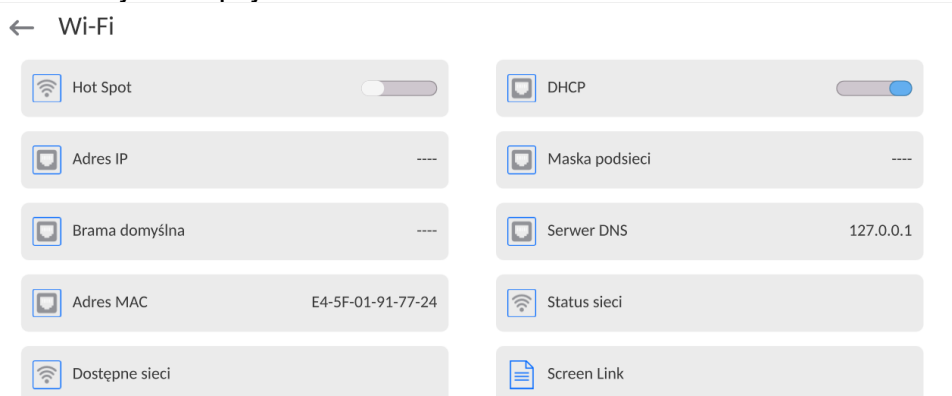 Wi-Fi
Hot Spot
DHCP
Adres IP ----
Maska podsieci ----
Brama domyślna ----
Serwer DNS 127.0.0.1
Adres MAC E4-5F-01-91-77-24
Status sieci
Dostępne sieci
Screen Link